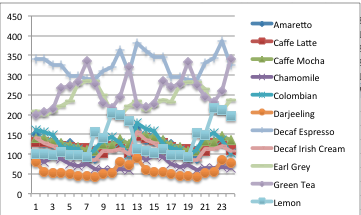 450
400
350
300
250
200
150
100
50
0
1 3 5 7 9 11 13 15 17 19 21 23
Amaretto
Caffe Latte
Caffe Mocha
Chamomile
Colombian
Darjeeling
Decaf Espresso
Decaf Irish Cream
Earl Grey
Green Tea
Lemon